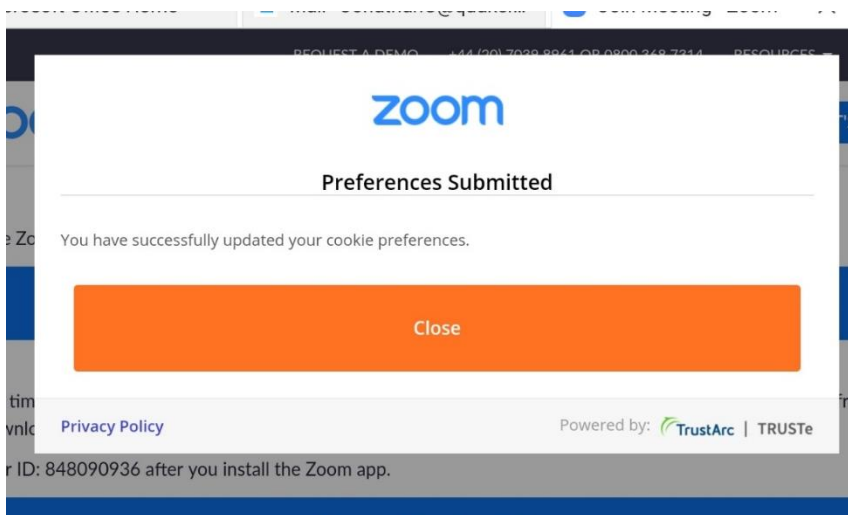 REQUEST A DEMO +44 (20) 7039 8961 OR 0800 368 7314 RESOURCES
zoom
Preferences Submitted
You have successfully updated your cookie preferences.
Close
Privacy Policy
Powered by: TrustArc | TRUSTe
ID: 848090936 after you install the Zoom app.